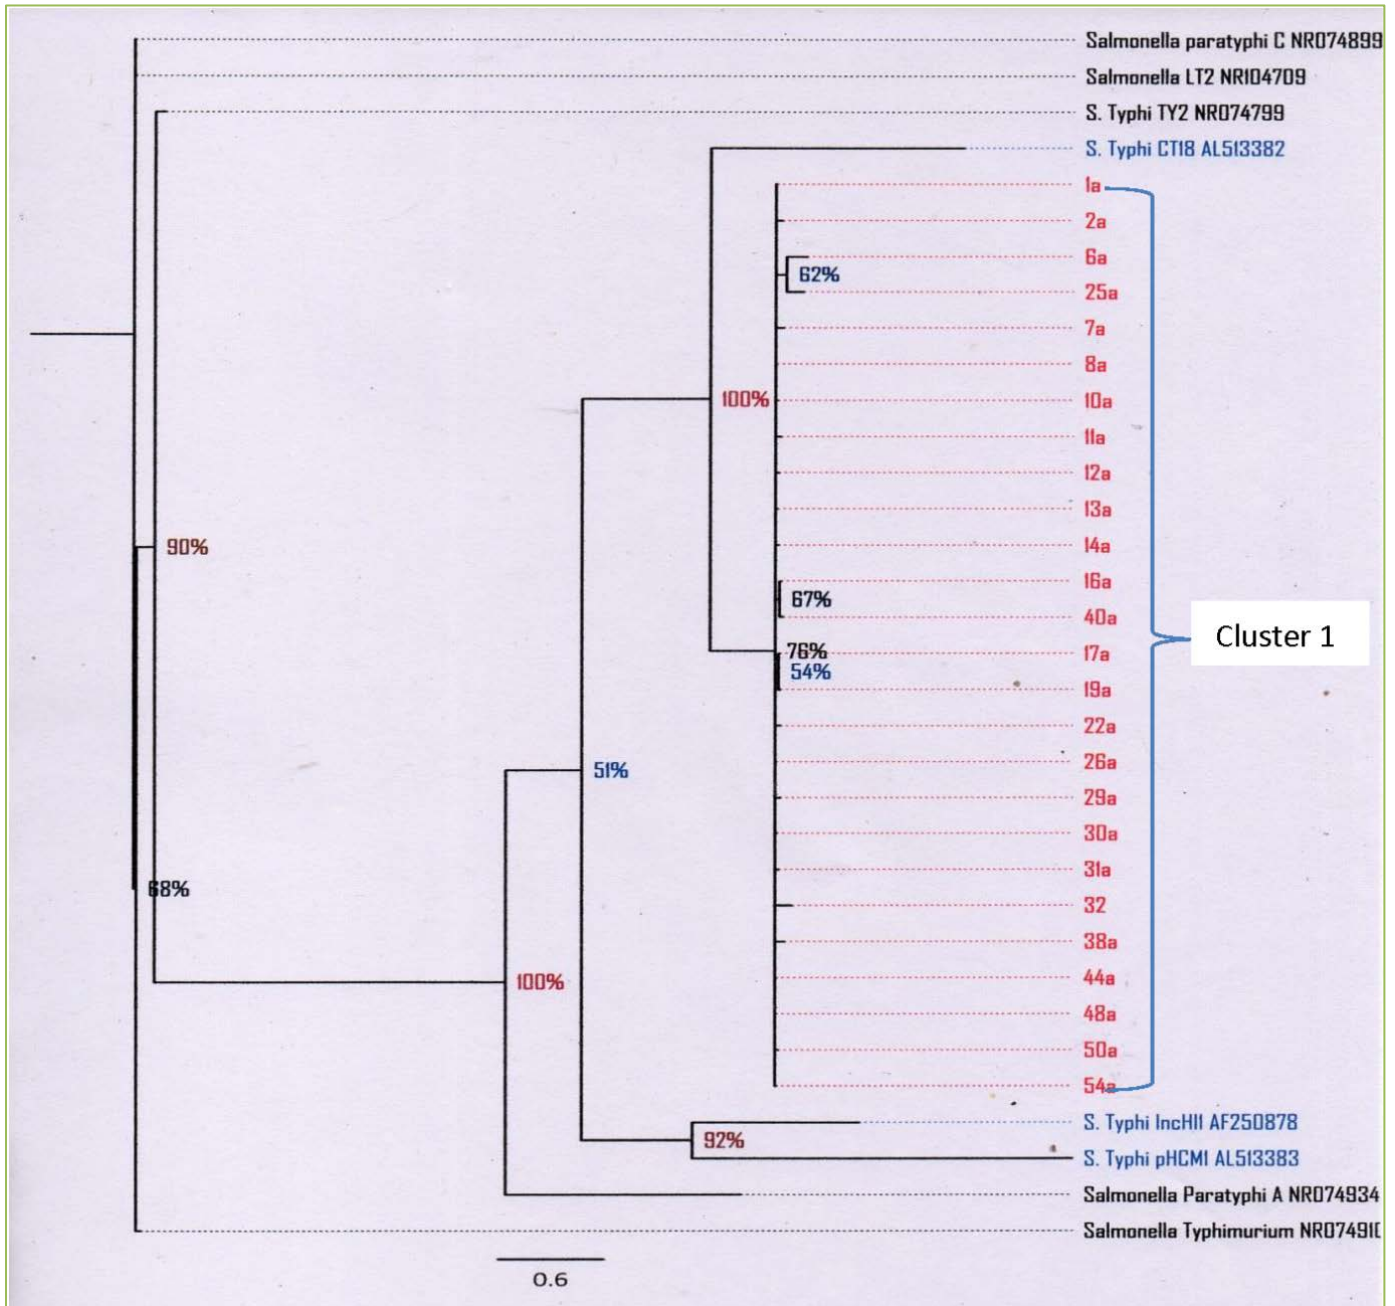 Salmonella paratyphi C NR074899
Salmonella LT2 NR104709
S. Typhi TY2 NR074799
S. Typhi CT18 AL513382
1a
2a
6a
62%
25a
7a
8a
100%
10a
11a
12a
13a
14a
90%
16a
67%
40a
Cluster 1
76%
17a
54%
19a
22a
26a
51%
29a
30a
31a
68%
32
38a
100%
44a
48a
50a
54a
S. Typhi IncHI1 AF250878
92%
S. Typhi pHCM1 AL513383
Salmonella Paratyphi A NR074934
Salmonella Typhimurium NR07491
0.6